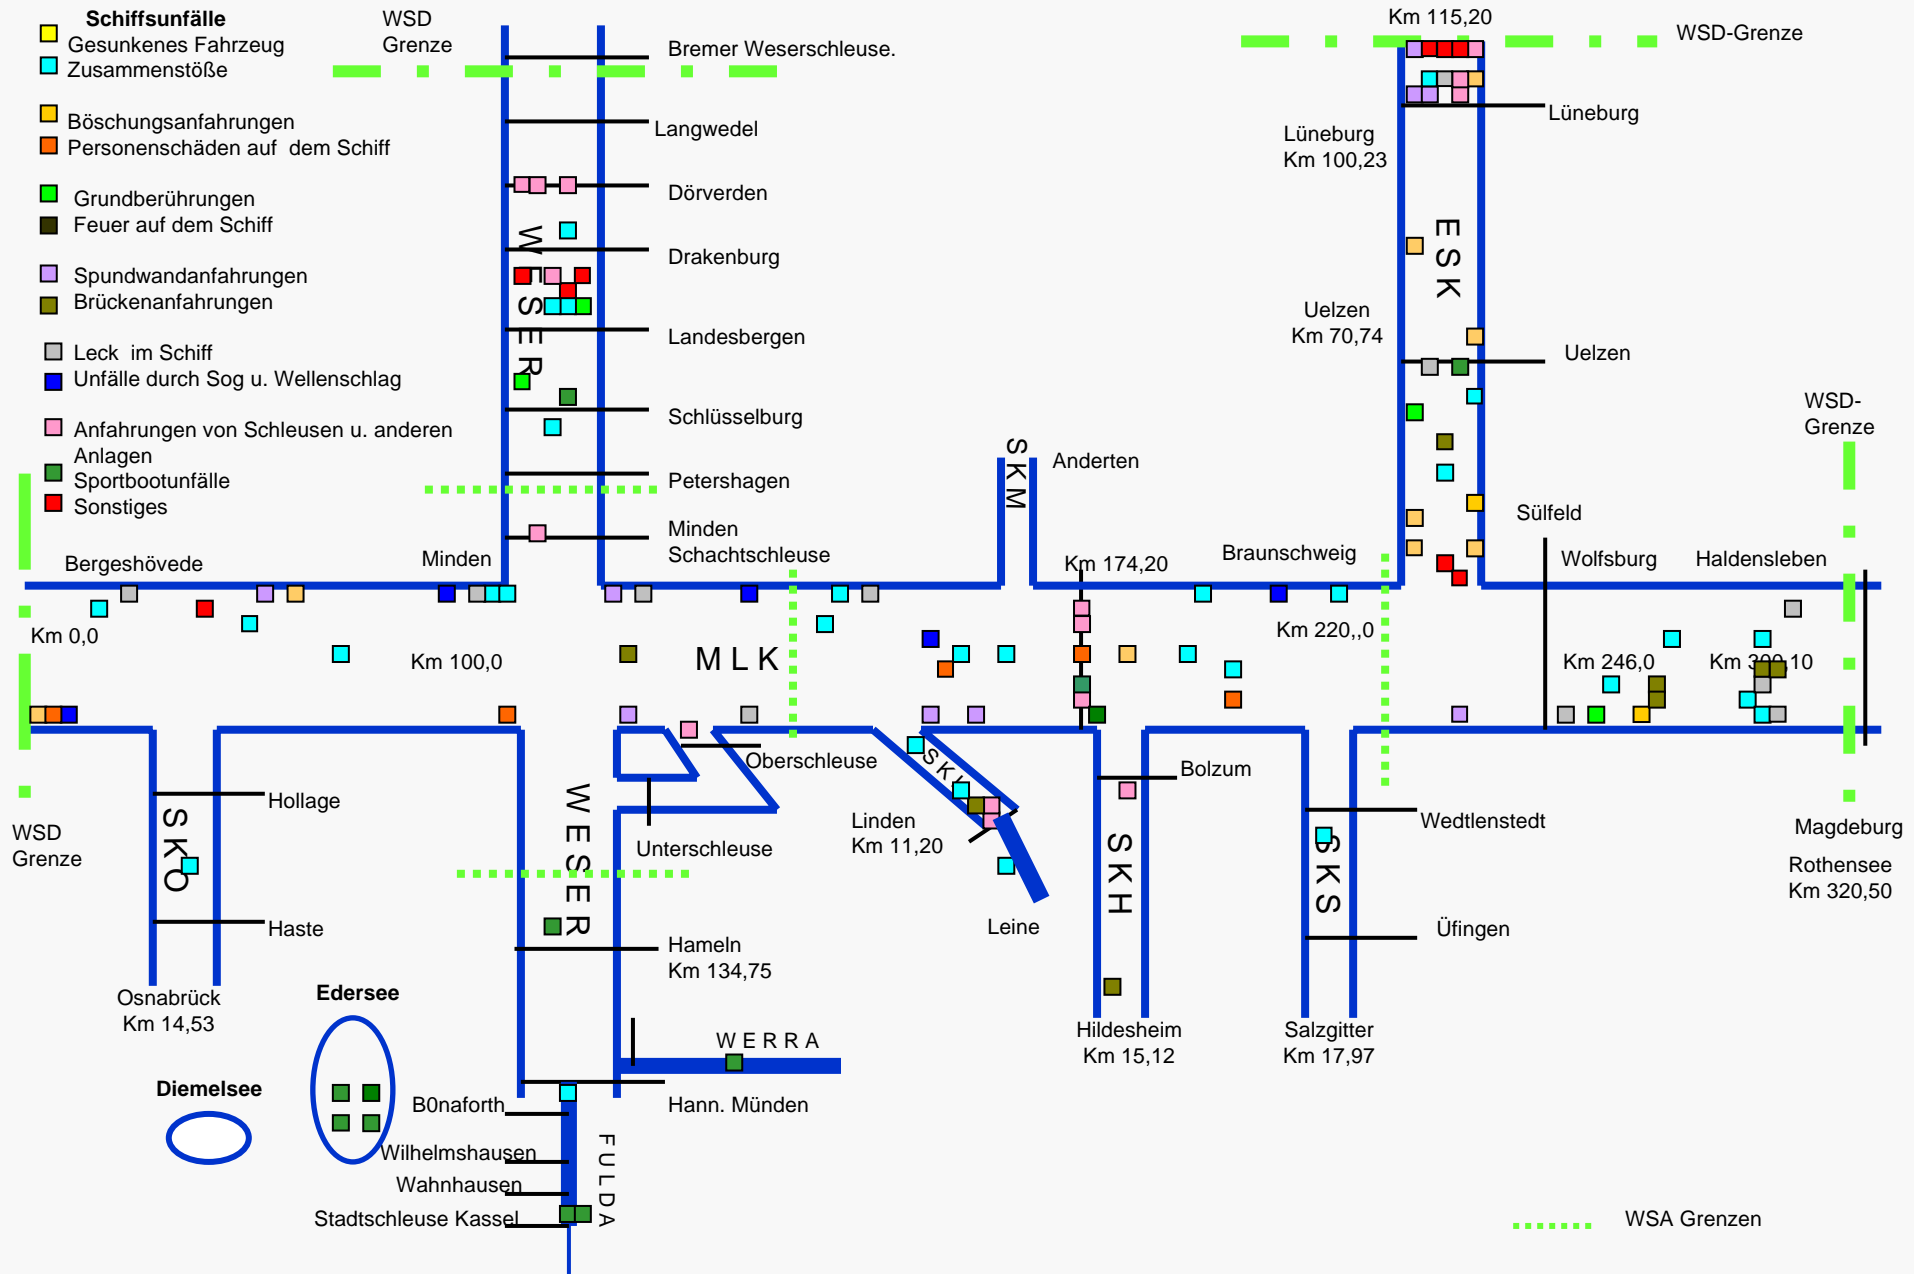 Schiffsunfälle
Gesunkenes Fahrzeug
Zusammenstöße
Böschungsanfahrungen
Personenschäden auf dem Schiff
Grundberührungen
Feuer auf dem Schiff
Spundwandanfahrungen
Brückenanfahrungen
Leck im Schiff
Unfälle durch Sog u. Wellenschlag
Anfahrungen von Schleusen u. anderen
Anlagen
Sportbootunfälle
Sonstiges
WSD
Grenze
Bremer Weserschleuse.
Langwedel
Dörverden
Drakenburg
Landesbergen
Schlüsselburg
Petershagen
Minden
Schachtschleuse
WESER
Km 115,20
WSD-Grenze
Lüneburg
Lüneburg
Km 100,23
ESK
Uelzen
Km 70,74
Uelzen
WSD-
Grenze
SKM
Anderten
Sülfeld
Bergeshövede
Minden
Km 174,20
Braunschweig
Wolfsburg
Haldensleben
Km 0,0
Km 100,0
MLK
Km 220,,0
Km 246,0
Km 300,10
WSD
Grenze
Hollage
SKO
Haste
Osnabrück
Km 14,53
Oberschleuse
Unterschleuse
WESER
Hameln
Km 134,75
SKL
Linden
Km 11,20
Leine
Bolzum
SKH
Hildesheim
Km 15,12
Wedtlenstedt
SKS
Üfingen
Salzgitter
Km 17,97
Magdeburg
Rothensee
Km 320,50
Edersee
Diemelsee
WERRA
B0naforth
Hann. Münden
Wilhelmshausen
Wahnhausen
Stadtschleuse Kassel
FULDA
WSA Grenzen